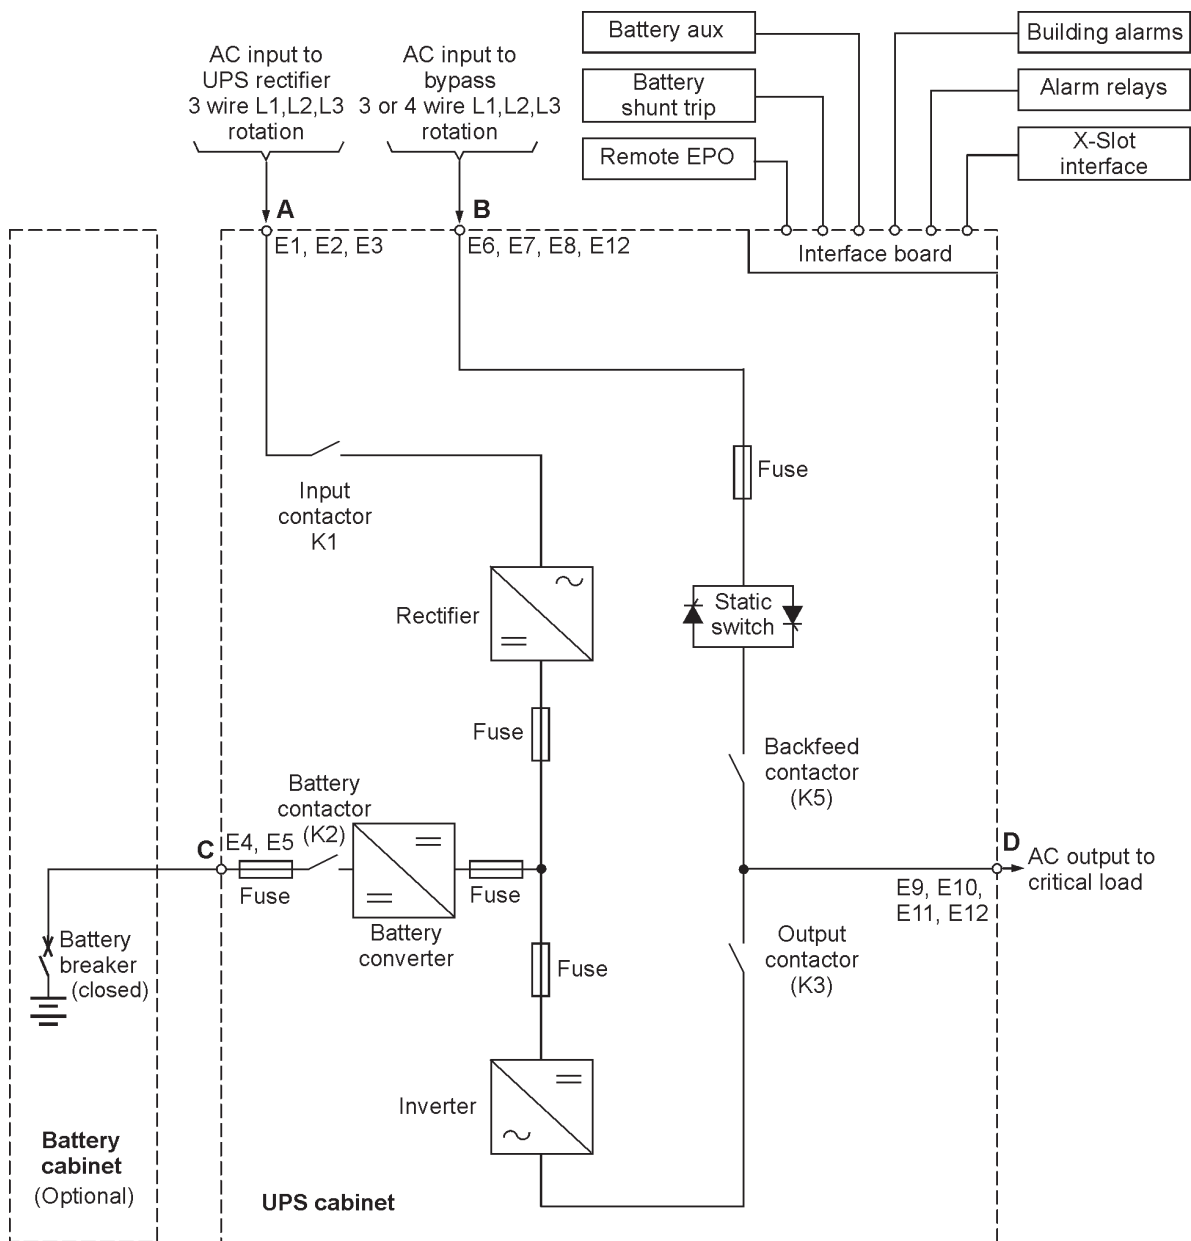 AC input to
UPS rectifier
3 wire L1,L2,L3
rotation
AC input to
bypass
3 or 4 wire L1,L2,L3
rotation
Battery aux
Battery
shunt trip
Remote EPO
Building alarms
Alarm relays
X-Slot
interface
A
B
E1, E2, E3
E6, E7, E8, E12
Interface board
Input
contactor
K1
Fuse
Rectifier
Static
switch
Fuse
Backfeed
contactor
(K5)
Battery
contactor
(K2)
C
E4, E5
Fuse
Fuse
Battery
converter
D
AC output to
critical load
E9, E10,
E11, E12
Battery
breaker
(closed)
Fuse
Output
contactor
(K3)
Inverter
Battery
cabinet
(Optional)
UPS cabinet